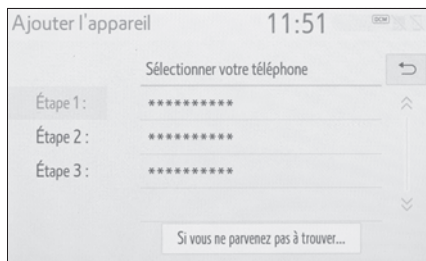 Ajouter l'appareil 11:51 DCM
Sélectionner votre téléphone
Étape 1 : **********
Étape 2 : **********
Étape 3 : **********
Si vous ne parvenez pas à trouver...